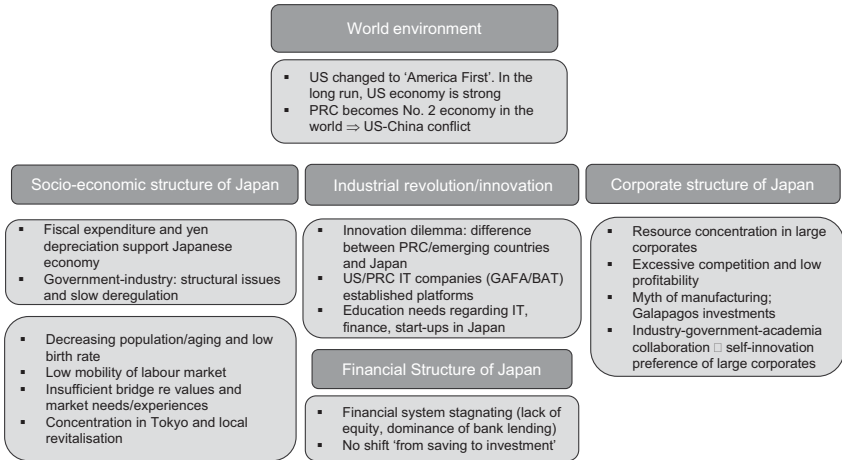 World environment
▪ US changed to ‘America First’. In the
long run, US economy is strong
▪ PRC becomes No. 2 economy in the
world ⇒ US-China conflict
Socio-economic structure of Japan
▪ Fiscal expenditure and yen
depreciation support Japanese
economy
▪ Government-industry: structural issues
and slow deregulation
▪ Decreasing population/aging and low
birth rate
▪ Low mobility of labour market
▪ Insufficient bridge re values and
market needs/experiences
▪ Concentration in Tokyo and local
revitalisation
Industrial revolution/innovation
▪ Innovation dilemma: difference
between PRC/emerging countries
and Japan
▪ US/PRC IT companies (GAFA/BAT)
established platforms
▪ Education needs regarding IT,
finance, start-ups in Japan
Financial Structure of Japan
▪ Financial system stagnating (lack of
equity, dominance of bank lending)
▪ No shift ‘from saving to investment’
Corporate structure of Japan
▪ Resource concentration in large
corporates
▪ Excessive competition and low
profitability
▪ Myth of manufacturing;
Galapagos investments
▪ Industry-government-academia
collaboration □ self-innovation
preference of large corporates